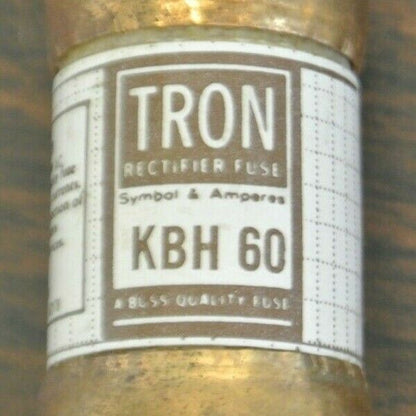 TRON
RECTIFIER FUSE
Symbol & Amperes
KBH 60
A BUSS QUALITY FUSE